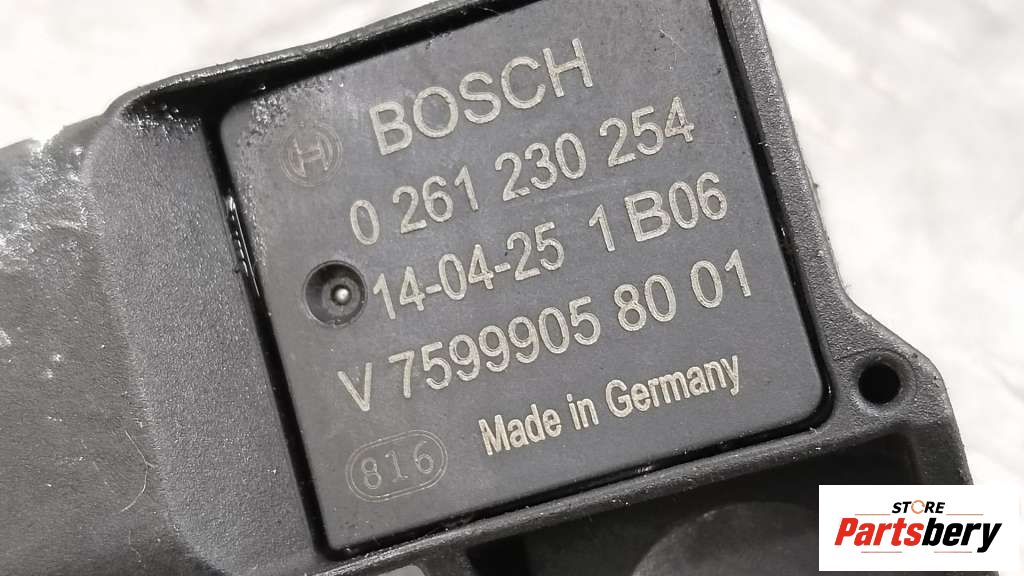 BOSCH
0 261 230 254
14-04-25 1 B06
V 7599905 80 01
Made in Germany
816
STORE
Partsbery